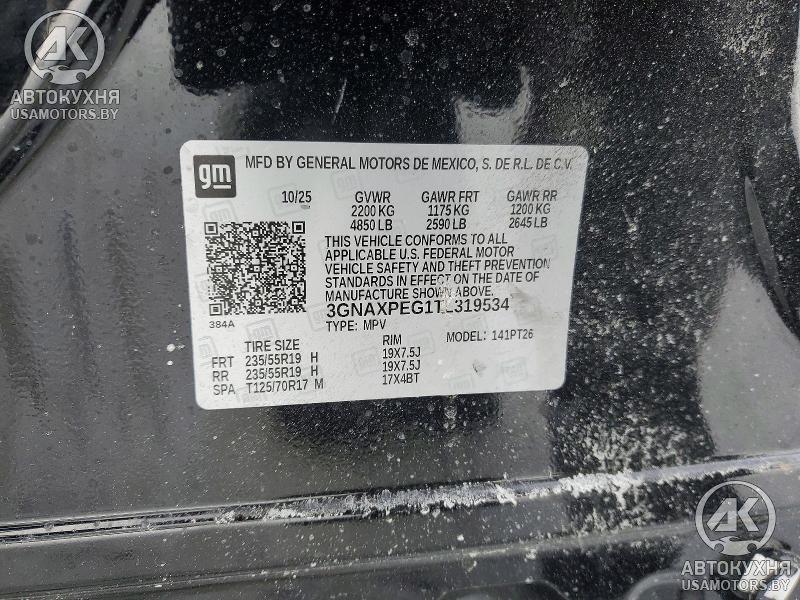 AK
АВТОКУХНЯ
USAMOTORS.BY
gm
MFD BY GENERAL MOTORS DE MEXICO, S. DE R.L. DE C.V.
10/25 GVWR GAWR FRT GAWR RR
2200 KG 1175 KG 1200 KG
4850 LB 2590 LB 2645 LB
THIS VEHICLE CONFORMS TO ALL
APPLICABLE U.S. FEDERAL MOTOR
VEHICLE SAFETY AND THEFT PREVENTION
STANDARDS IN EFFECT ON THE DATE OF
MANUFACTURE SHOWN ABOVE.
3GNAXPEG1TL319534
384A
TYPE: MPV MODEL: 141PT26
TIRE SIZE RIM
FRT 235/55R19 H 19X7.5J
RR 235/55R19 H 19X7.5J
SPA T125/70R17 M 17X4BT
AK
АВТОКУХНЯ
USAMOTORS.BY